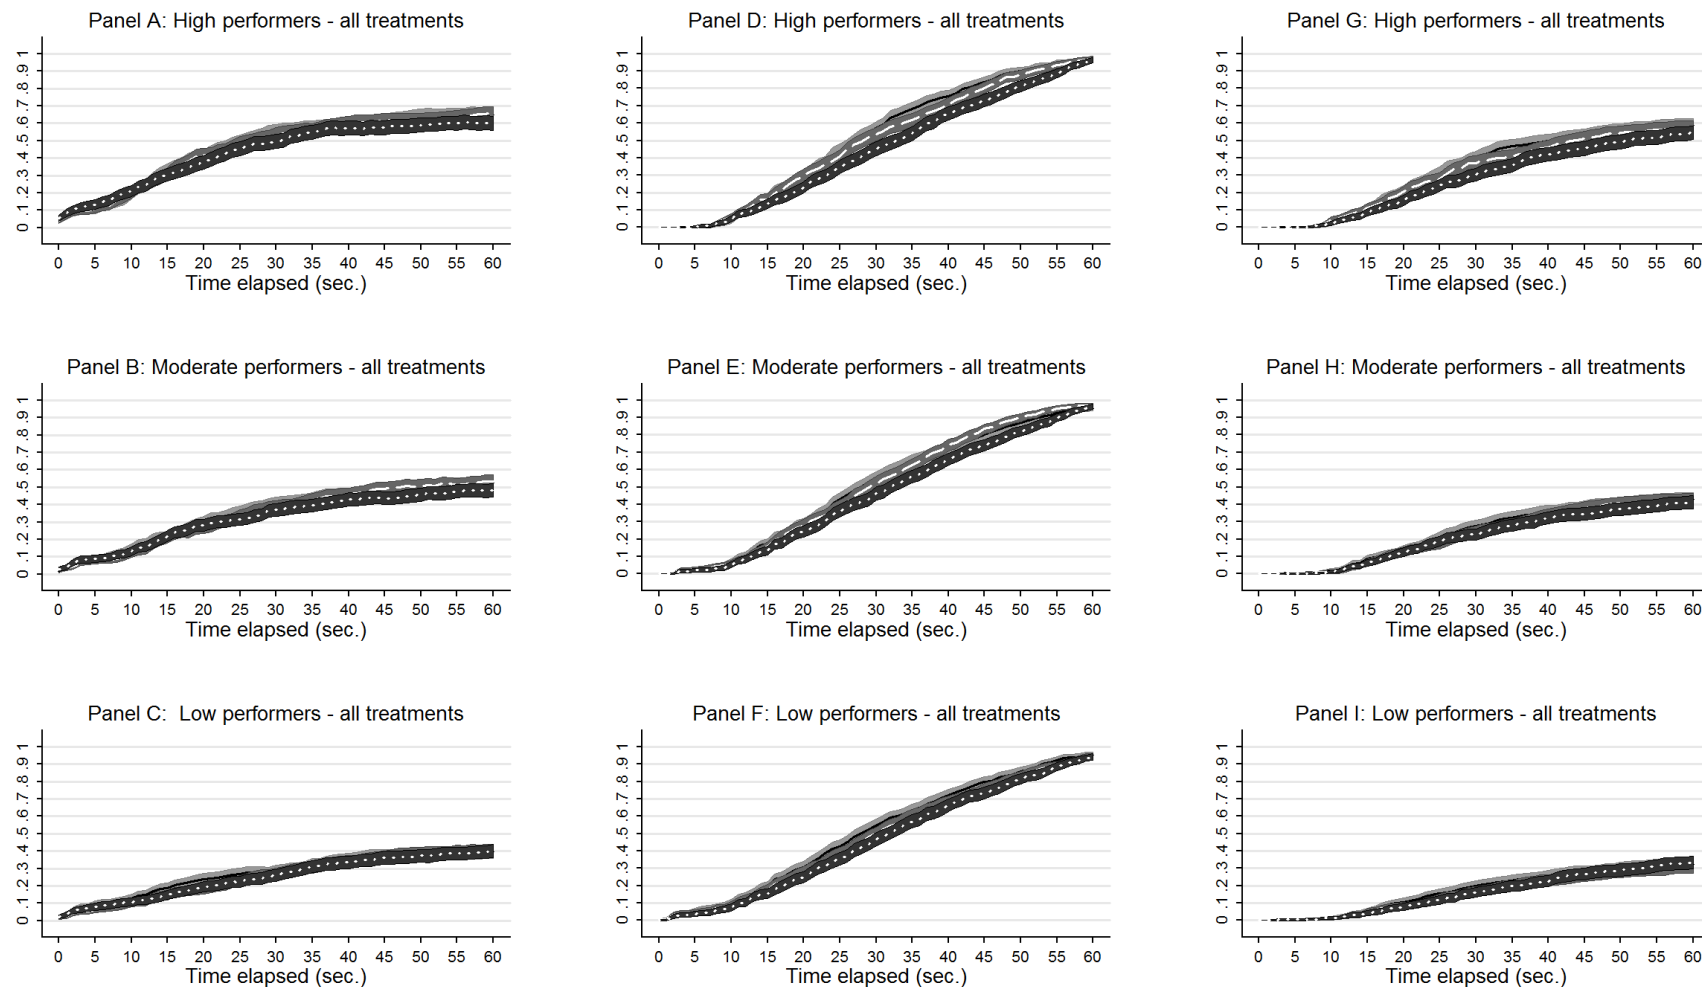 Panel A: High performers - all treatments
0 .1 .2 .3 .4 .5 .6 .7 .8 .9 1
0 5 10 15 20 25 30 35 40 45 50 55 60
Time elapsed (sec.)
Panel D: High performers - all treatments
0 .1 .2 .3 .4 .5 .6 .7 .8 .9 1
0 5 10 15 20 25 30 35 40 45 50 55 60
Time elapsed (sec.)
Panel G: High performers - all treatments
0 .1 .2 .3 .4 .5 .6 .7 .8 .9 1
0 5 10 15 20 25 30 35 40 45 50 55 60
Time elapsed (sec.)
Panel B: Moderate performers - all treatments
0 .1 .2 .3 .4 .5 .6 .7 .8 .9 1
0 5 10 15 20 25 30 35 40 45 50 55 60
Time elapsed (sec.)
Panel E: Moderate performers - all treatments
0 .1 .2 .3 .4 .5 .6 .7 .8 .9 1
0 5 10 15 20 25 30 35 40 45 50 55 60
Time elapsed (sec.)
Panel H: Moderate performers - all treatments
0 .1 .2 .3 .4 .5 .6 .7 .8 .9 1
0 5 10 15 20 25 30 35 40 45 50 55 60
Time elapsed (sec.)
Panel C: Low performers - all treatments
0 .1 .2 .3 .4 .5 .6 .7 .8 .9 1
0 5 10 15 20 25 30 35 40 45 50 55 60
Time elapsed (sec.)
Panel F: Low performers - all treatments
0 .1 .2 .3 .4 .5 .6 .7 .8 .9 1
0 5 10 15 20 25 30 35 40 45 50 55 60
Time elapsed (sec.)
Panel I: Low performers - all treatments
0 .1 .2 .3 .4 .5 .6 .7 .8 .9 1
0 5 10 15 20 25 30 35 40 45 50 55 60
Time elapsed (sec.)